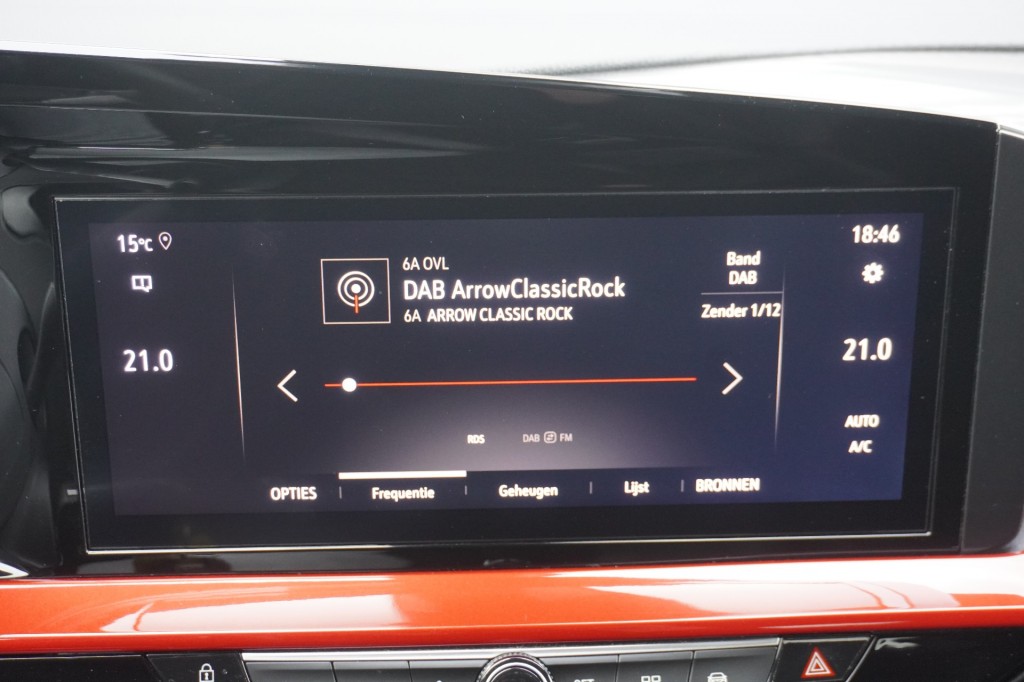 15°C
18:46
6A OVL
DAB ArrowClassicRock
6A ARROW CLASSIC ROCK
Band
DAB
Zender 1/12
21.0
21.0
RDS
DAB FM
AUTO
A/C
OPTIES
Frequentie
Geheugen
Lijst
BRONNEN